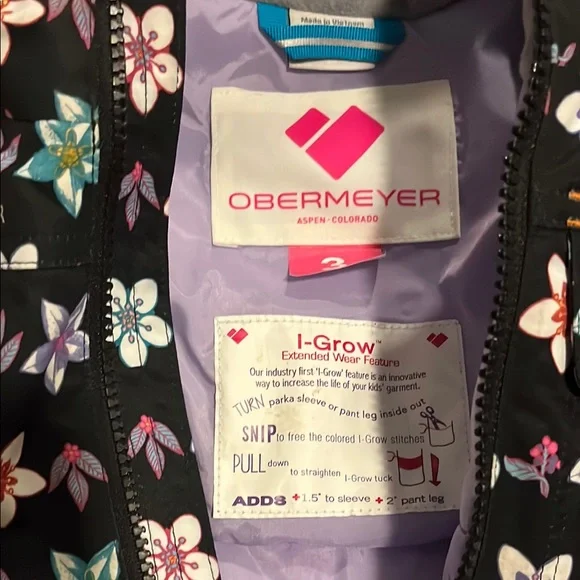 Made in Vietnam
OBERMEYER
ASPEN - COLORADO
3
I-Grow™
Extended Wear Feature
Our industry first 'I-Grow' feature is an innovative
way to increase the life of your kids' garment.
TURN parka sleeve or pant leg inside out
SNIP to free the colored I-Grow stitches
PULL down to straighten I-Grow tuck
ADDS + 1.5" to sleeve + 2" pant leg